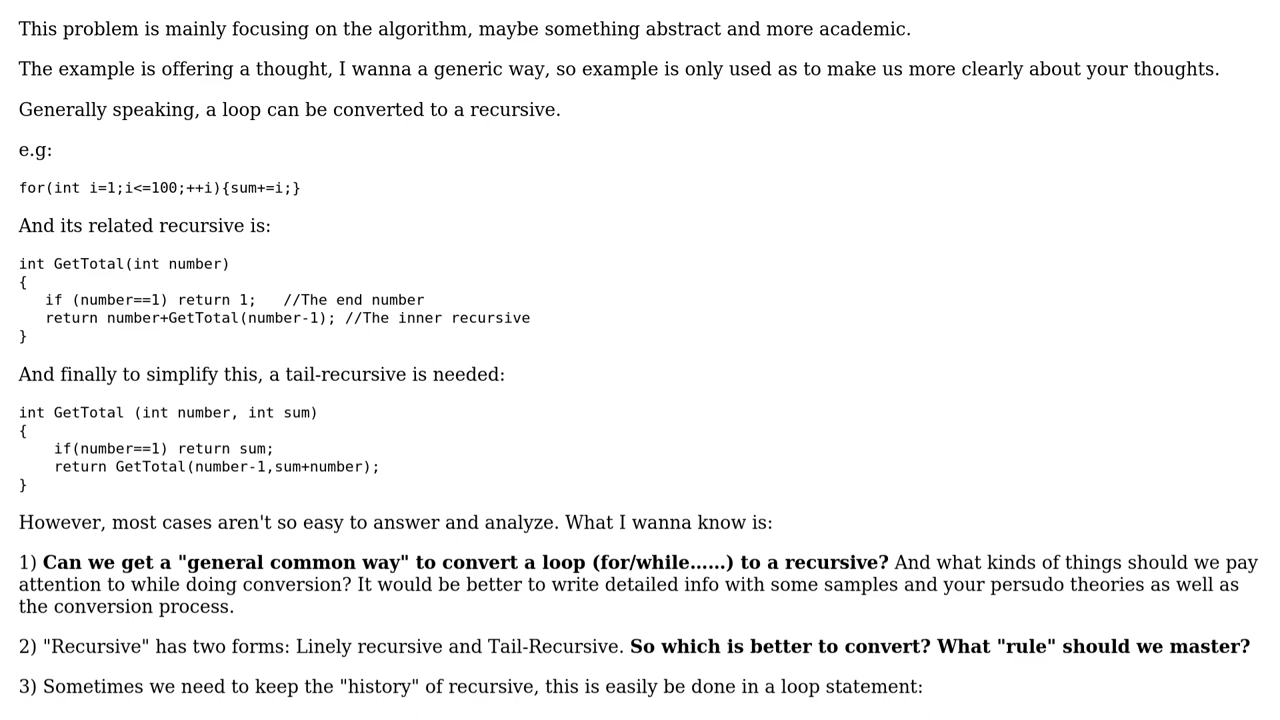 This problem is mainly focusing on the algorithm, maybe something abstract and more academic.
The example is offering a thought, I wanna a generic way, so example is only used as to make us more clearly about your thoughts.
Generally speaking, a loop can be converted to a recursive.
e.g:
for(int i=1;i<=100;++i){sum+=i;}
And its related recursive is:
int GetTotal(int number)
{
   if (number==1) return 1;   //The end number
   return number+GetTotal(number-1); //The inner recursive
}
And finally to simplify this, a tail-recursive is needed:
int GetTotal (int number, int sum)
{
    if(number==1) return sum;
    return GetTotal(number-1,sum+number);
}
However, most cases aren't so easy to answer and analyze. What I wanna know is:
1) Can we get a "general common way" to convert a loop (for/while......) to a recursive? And what kinds of things should we pay
attention to while doing conversion? It would be better to write detailed info with some samples and your persudo theories as well as
the conversion process.
2) "Recursive" has two forms: Linely recursive and Tail-Recursive. So which is better to convert? What "rule" should we master?
3) Sometimes we need to keep the "history" of recursive, this is easily be done in a loop statement: